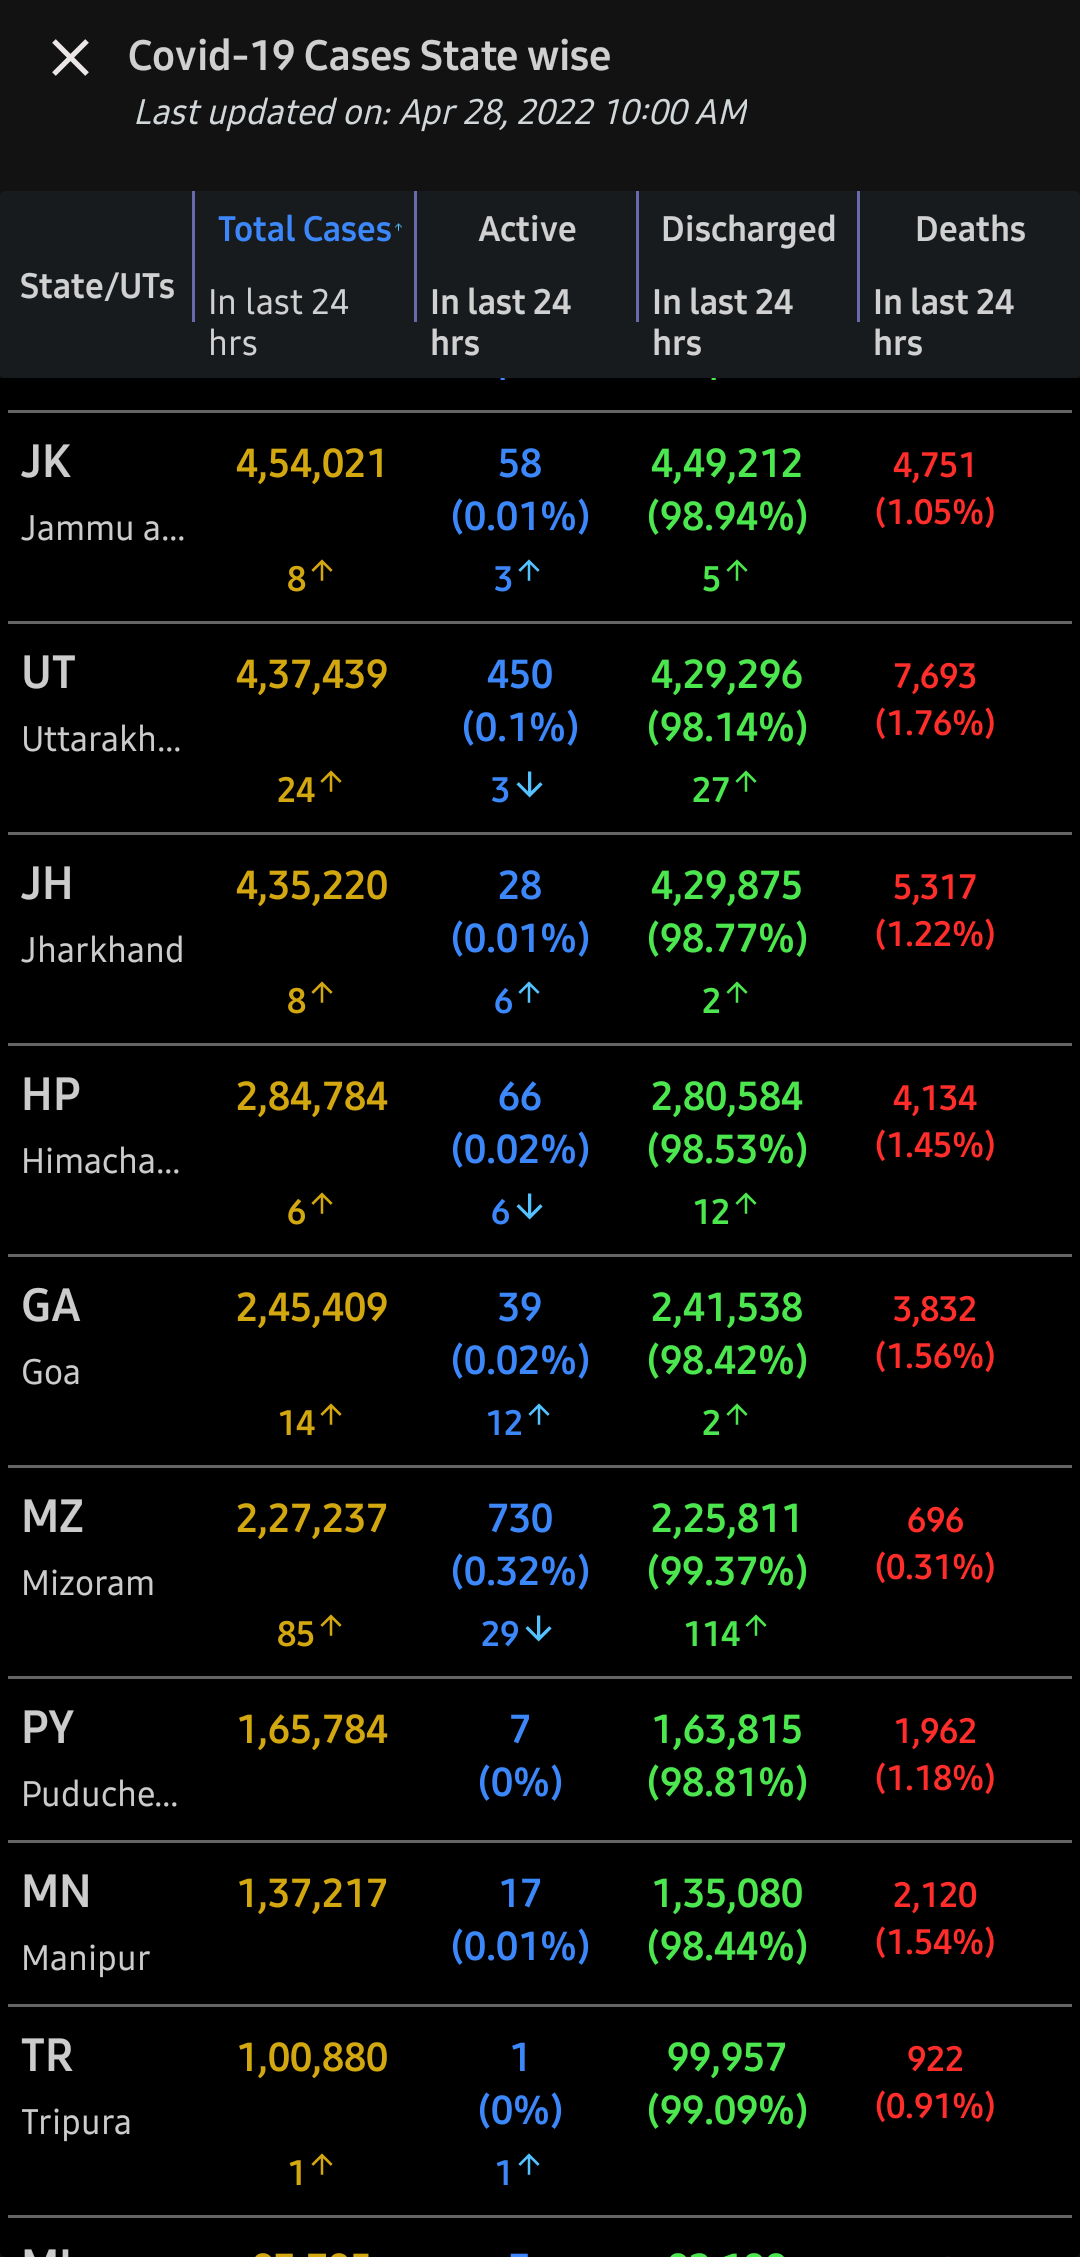 Covid-19 Cases State wise
Last updated on: Apr 28, 2022 10:00 AM
State/UTs
Total Cases↑ Active Discharged Deaths
In last 24 hrs In last 24 hrs In last 24 hrs In last 24 hrs
JK 4,54,021 58 4,49,212 4,751
Jammu a... (0.01%) (98.94%) (1.05%)
8↑ 3↑ 5↑
UT 4,37,439 450 4,29,296 7,693
Uttarakh... (0.1%) (98.14%) (1.76%)
24↑ 3↓ 27↑
JH 4,35,220 28 4,29,875 5,317
Jharkhand (0.01%) (98.77%) (1.22%)
8↑ 6↑ 2↑
HP 2,84,784 66 2,80,584 4,134
Himacha... (0.02%) (98.53%) (1.45%)
6↑ 6↓ 12↑
GA 2,45,409 39 2,41,538 3,832
Goa (0.02%) (98.42%) (1.56%)
14↑ 12↑ 2↑
MZ 2,27,237 730 2,25,811 696
Mizoram (0.32%) (99.37%) (0.31%)
85↑ 29↓ 114↑
PY 1,65,784 7 1,63,815 1,962
Puduche... (0%) (98.81%) (1.18%)
MN 1,37,217 17 1,35,080 2,120
Manipur (0.01%) (98.44%) (1.54%)
TR 1,00,880 1 99,957 922
Tripura (0%) (99.09%) (0.91%)
1↑ 1↑